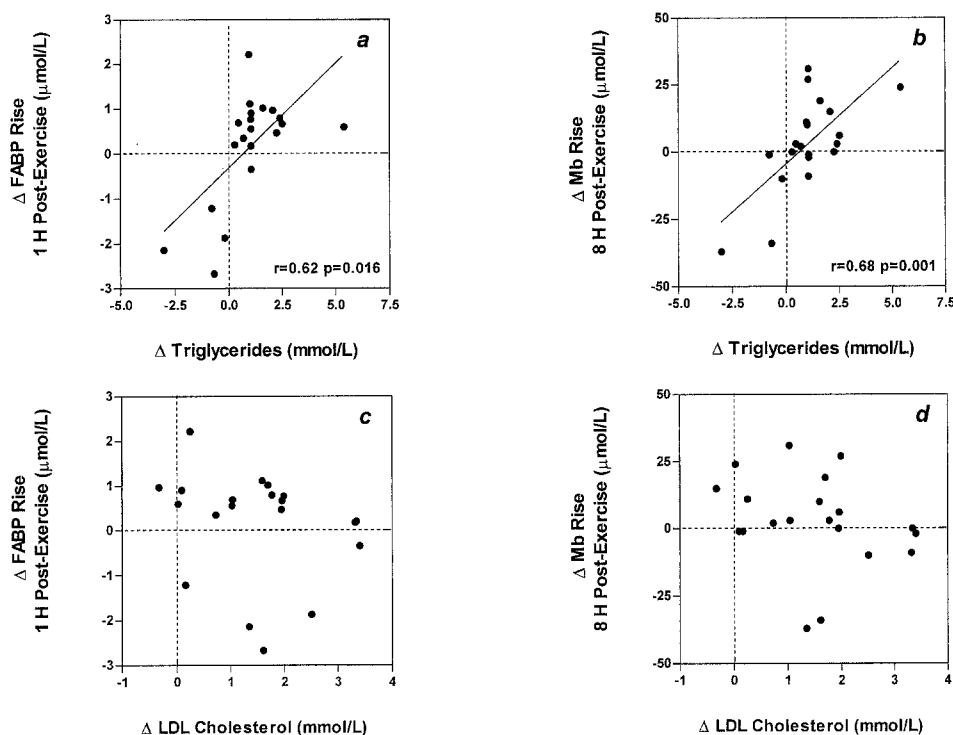 a
Δ FABP Rise
1 H Post-Exercise (μmol/L)
3
2
1
0
-1
-2
-3
r=0.62 p=0.016
-5.0
-2.5
0.0
2.5
5.0
7.5
Δ Triglycerides (mmol/L)
b
Δ Mb Rise
8 H Post-Exercise (μmol/L)
50
25
0
-25
-50
r=0.68 p=0.001
-5.0
-2.5
0.0
2.5
5.0
7.5
Δ Triglycerides (mmol/L)
c
Δ FABP Rise
1 H Post-Exercise (μmol/L)
3
2
1
0
-1
-2
-3
-1
0
1
2
3
4
Δ LDL Cholesterol (mmol/L)
d
Δ Mb Rise
8 H Post-Exercise (μmol/L)
50
25
0
-25
-50
-1
0
1
2
3
4
Δ LDL Cholesterol (mmol/L)